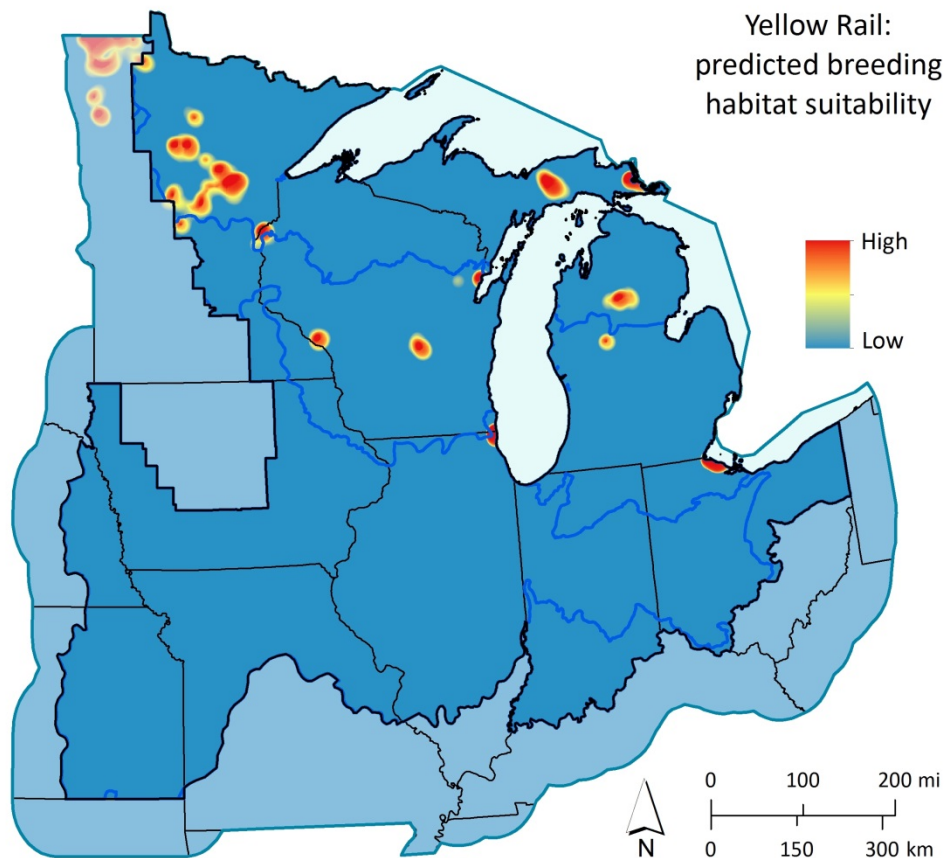 Yellow Rail:
predicted breeding
habitat suitability
High
Low
0 100 200 mi
0 150 300 km
N